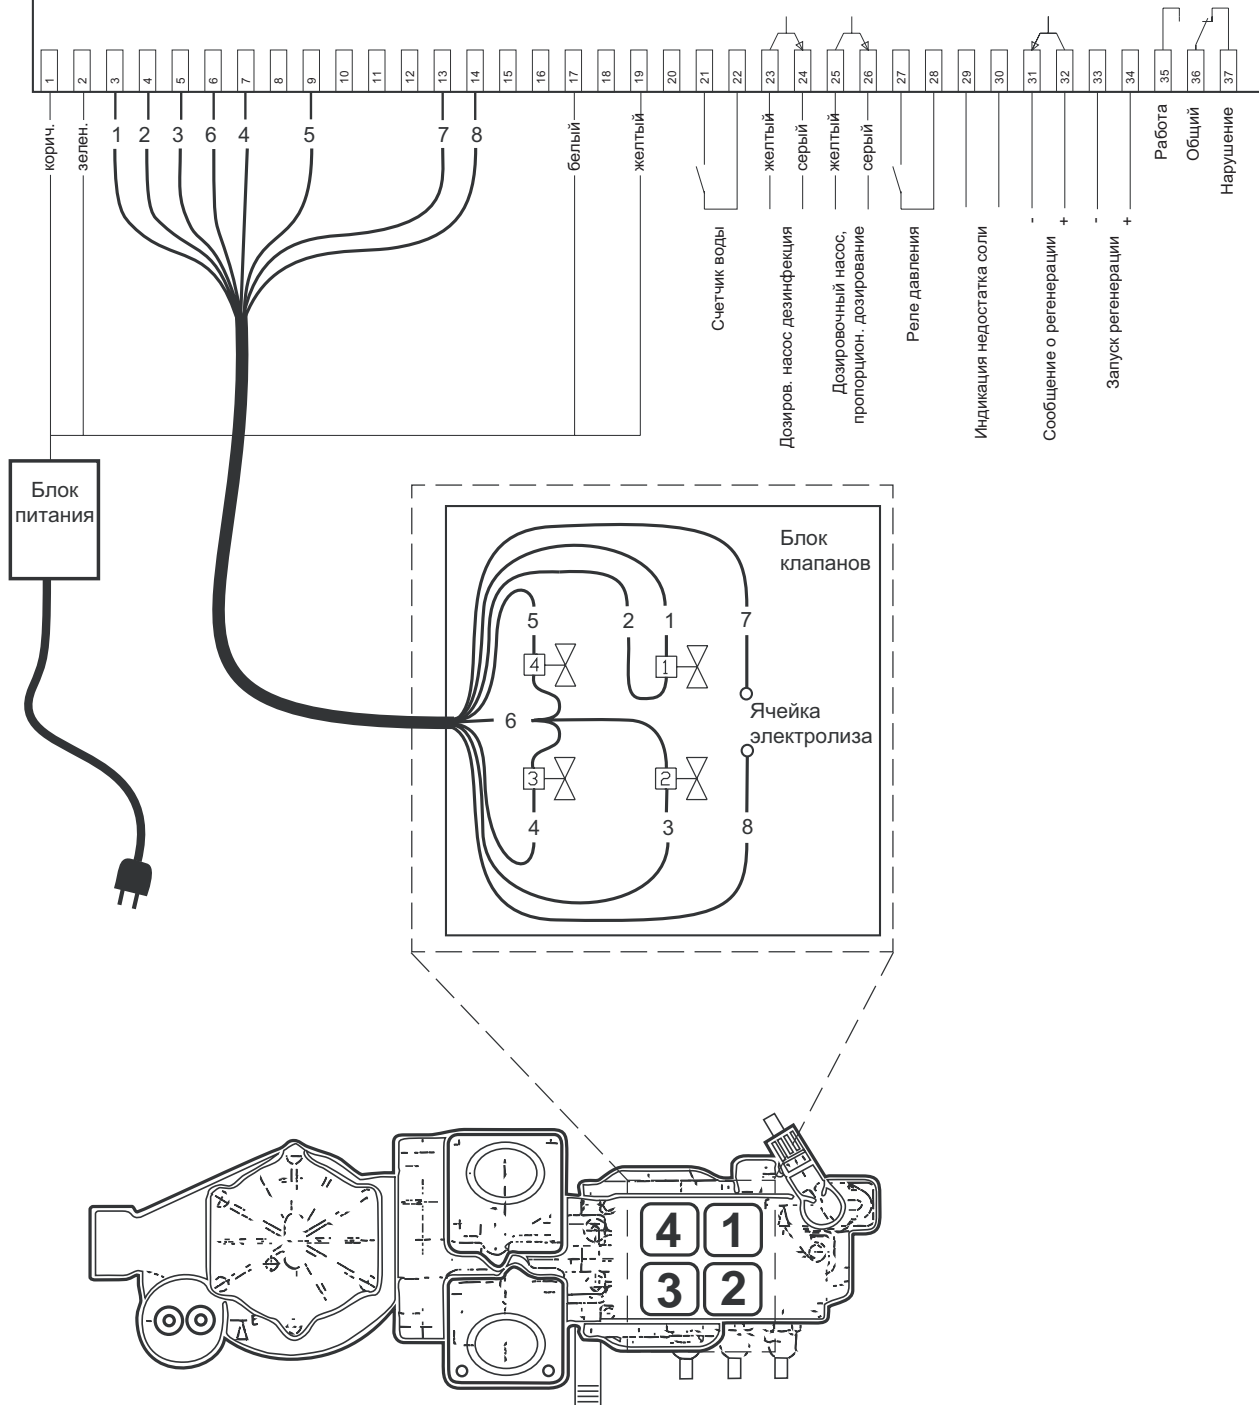 1 2 3 4 5 6 7 8 9 10 11 12 13 14 15 16 17 18 19 20 21 22 23 24 25 26 27 28 29 30 31 32 33 34 35 36 37
корич.
зелен.
1 2 3 6 4 5 7 8
белый
желтый
желтый
серый
желтый
серый
Работа
Общий
Нарушение
- + - +
Счетчик воды
Дозиров. насос дезинфекция
Дозировочный насос,
пропорцион. дозирование
Реле давления
Индикация недостатка соли
Сообщение о регенерации
Запуск регенерации
Блок
питания
Блок
клапанов
5 2 1 7
4 1
6
Ячейка
электролиза
3 2
4 3 8
4 1
3 2